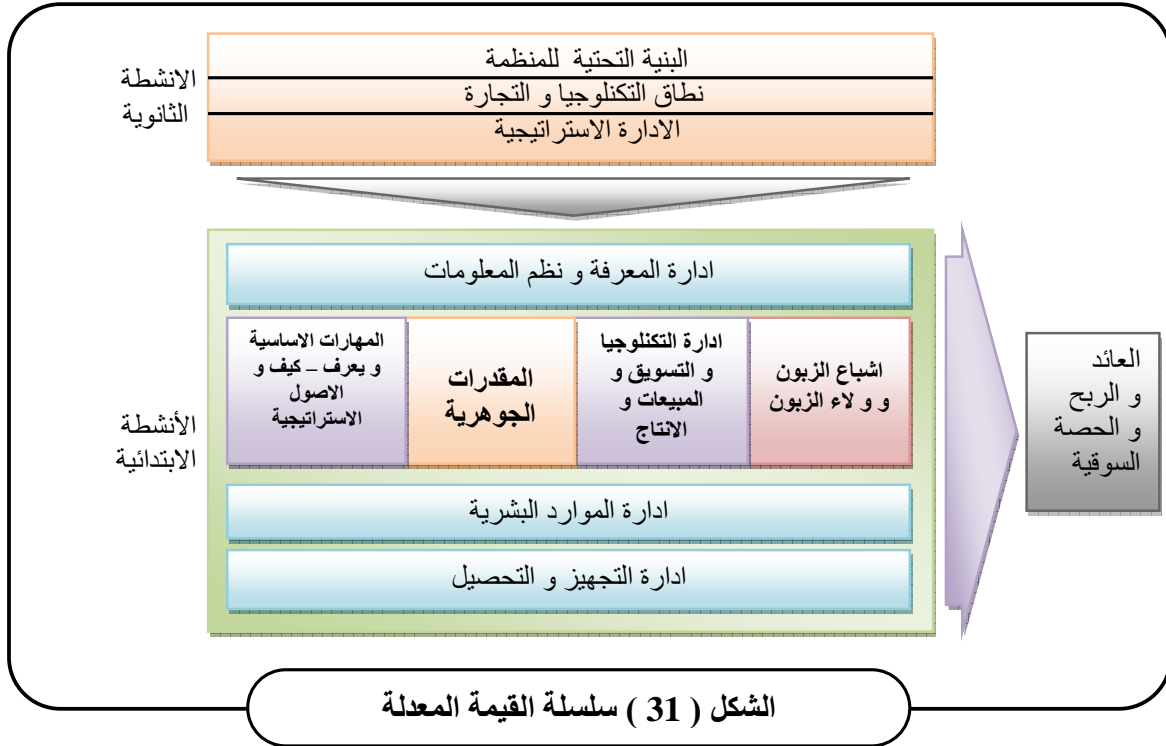 الانشطة
الثانوية
البنية التحتية للمنظمة
نطاق التكنلوجيا و التجارة
الادارة الاستراتيجية
ادارة المعرفة و نظم المعلومات
الأنشطة
الابتدائية
اشباع الزبون
و و لاء الزبون
ادارة التكنلوجيا
و التسويق و
المبيعات و
الانتاج
المقدرات
الجوهرية
المهارات الاساسية
و يعرف – كيف و
الاصول
الاستراتيجية
ادارة الموارد البشرية
ادارة التجهيز و التحصيل
العائد
و الربح
و الحصة
السوقية
الشكل ( 31 ) سلسلة القيمة المعدلة